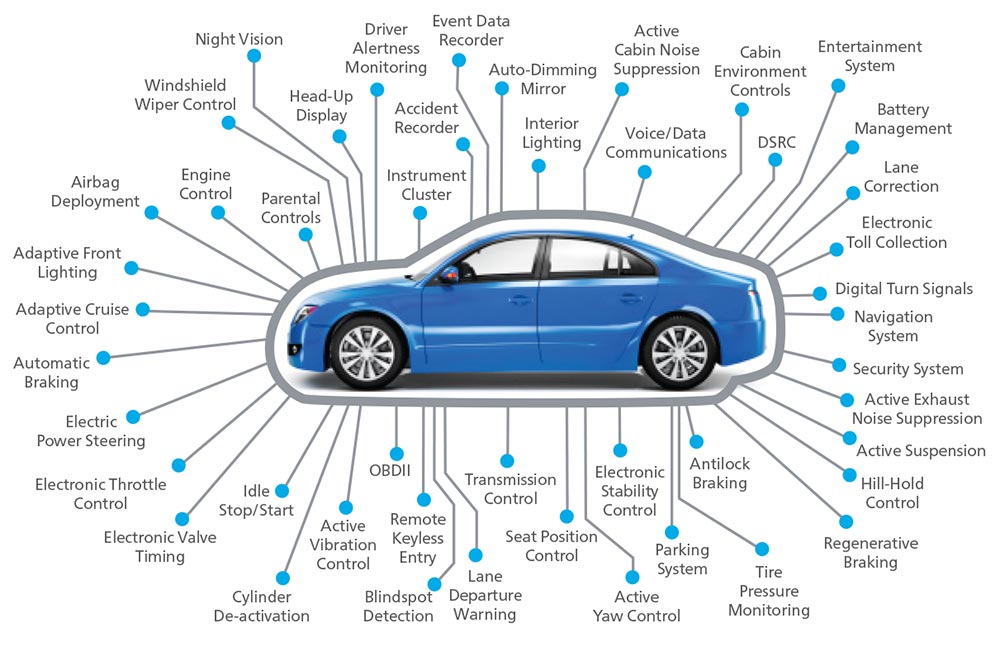 Night Vision
Driver
Alertness
Monitoring
Event Data
Recorder
Active
Cabin Noise
Suppression
Cabin
Environment
Controls
Entertainment
System
Windshield
Wiper Control
Head-Up
Display
Accident
Recorder
Auto-Dimming
Mirror
Interior
Lighting
Voice/Data
Communications
DSRC
Battery
Management
Airbag
Deployment
Engine
Control
Parental
Controls
Instrument
Cluster
Lane
Correction
Electronic
Toll Collection
Adaptive Front
Lighting
Adaptive Cruise
Control
Automatic
Braking
Digital Turn Signals
Navigation
System
Security System
Electric
Power Steering
Active Exhaust
Noise Suppression
Active Suspension
Electronic Throttle
Control
Idle
Stop/Start
OBDII
Transmission
Control
Electronic
Stability
Control
Antilock
Braking
Hill-Hold
Control
Electronic Valve
Timing
Active
Vibration
Control
Remote
Keyless
Entry
Seat Position
Control
Parking
System
Regenerative
Braking
Cylinder
De-activation
Blindspot
Detection
Lane
Departure
Warning
Active
Yaw Control
Tire
Pressure
Monitoring